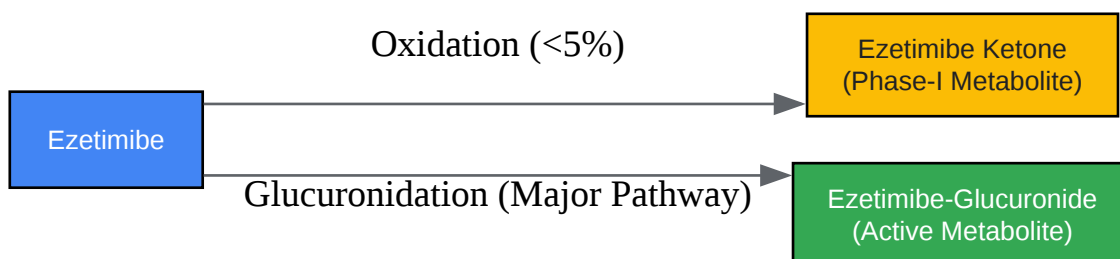 Oxidation (<5%)
Ezetimibe Ketone
(Phase-I Metabolite)
Ezetimibe
Glucuronidation (Major Pathway)
Ezetimibe-Glucuronide
(Active Metabolite)